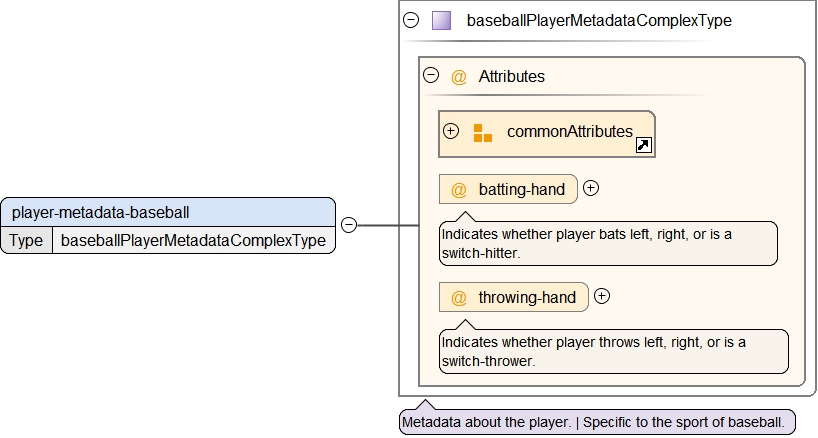 baseballPlayerMetadataComplexType
@ Attributes
commonAttributes
@ batting-hand
Indicates whether player bats left, right, or is a
switch-hitter.
player-metadata-baseball
Type baseballPlayerMetadataComplexType
@ throwing-hand
Indicates whether player throws left, right, or is a
switch-thrower.
Metadata about the player. | Specific to the sport of baseball.